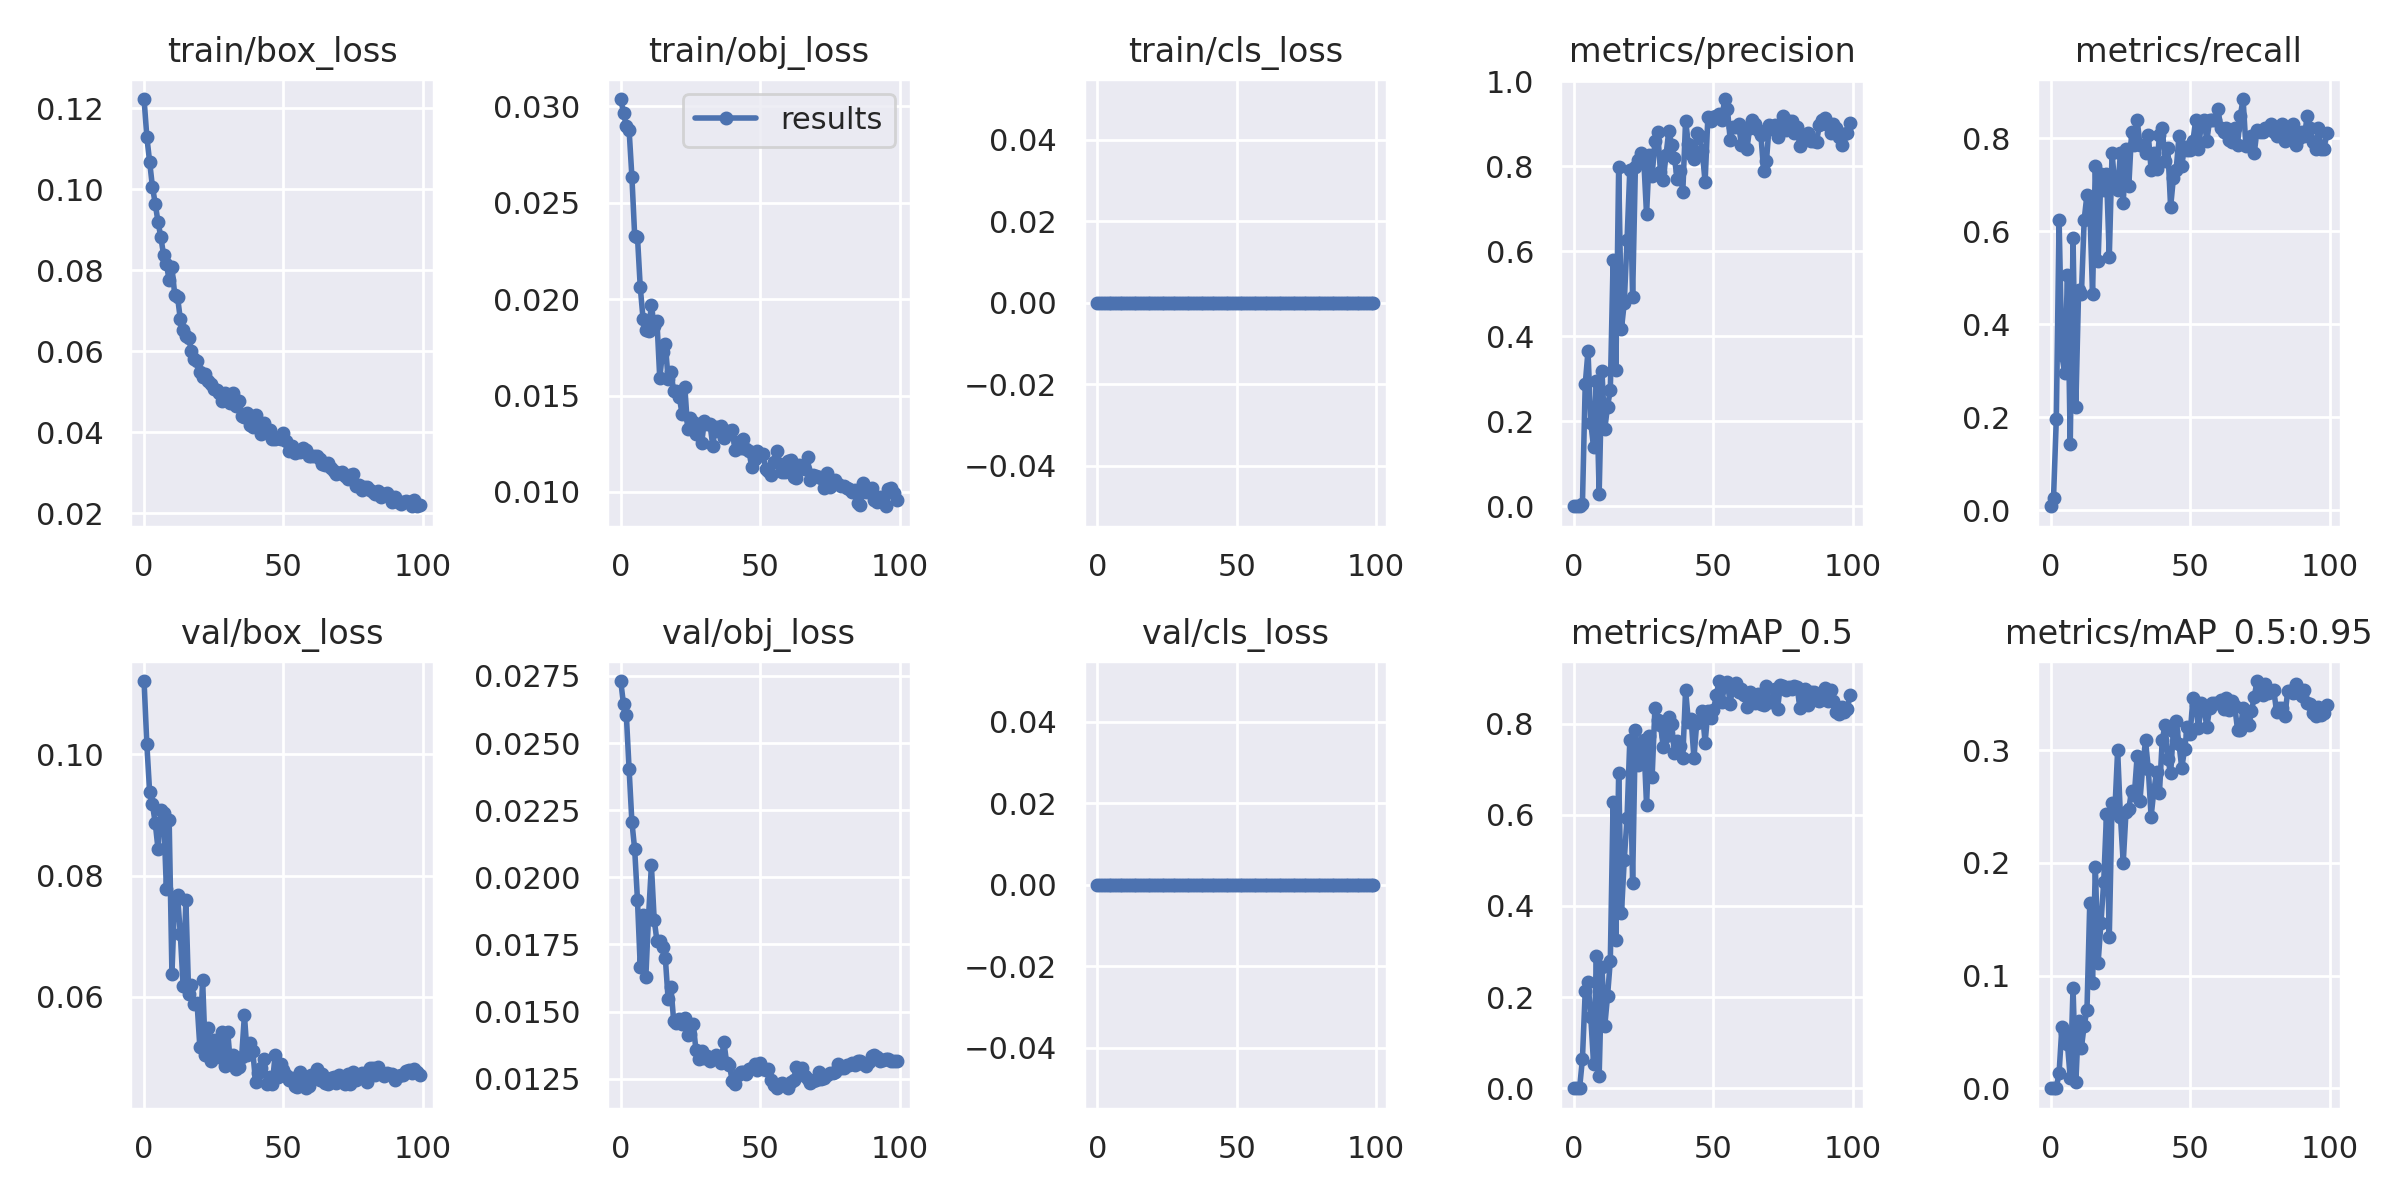 train/box_loss
train/obj_loss
train/cls_loss
metrics/precision
metrics/recall
0.12
0.10
0.08
0.06
0.04
0.02
0 50 100
results
0.030
0.025
0.020
0.015
0.010
0 50 100
0.04
0.02
0.00
−0.02
−0.04
0 50 100
1.0
0.8
0.6
0.4
0.2
0.0
0 50 100
0.8
0.6
0.4
0.2
0.0
0 50 100
val/box_loss
val/obj_loss
val/cls_loss
metrics/mAP_0.5
metrics/mAP_0.5:0.95
0.10
0.08
0.06
0 50 100
0.0275
0.0250
0.0225
0.0200
0.0175
0.0150
0.0125
0 50 100
0.04
0.02
0.00
−0.02
−0.04
0 50 100
0.8
0.6
0.4
0.2
0.0
0 50 100
0.3
0.2
0.1
0.0
0 50 100